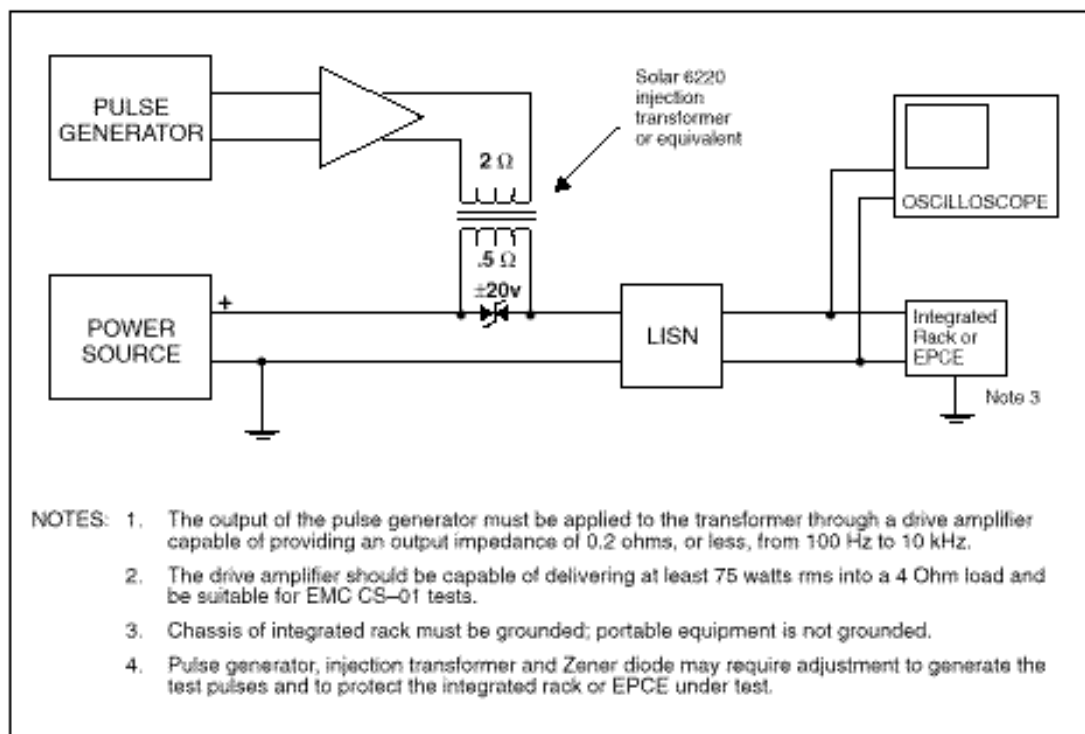 PULSE
GENERATOR
Solar 6220
injection
transformer
or equivalent
2 Ω
OSCILLOSCOPE
.5 Ω
±20v
+
POWER
SOURCE
LISN
Integrated
Rack or
EPCE
Note 3
NOTES: 1. The output of the pulse generator must be applied to the transformer through a drive amplifier
capable of providing an output impedance of 0.2 ohms, or less, from 100 Hz to 10 kHz.
2. The drive amplifier should be capable of delivering at least 75 watts rms into a 4 Ohm load and
be suitable for EMC CS–01 tests.
3. Chassis of integrated rack must be grounded; portable equipment is not grounded.
4. Pulse generator, injection transformer and Zener diode may require adjustment to generate the
test pulses and to protect the integrated rack or EPCE under test.